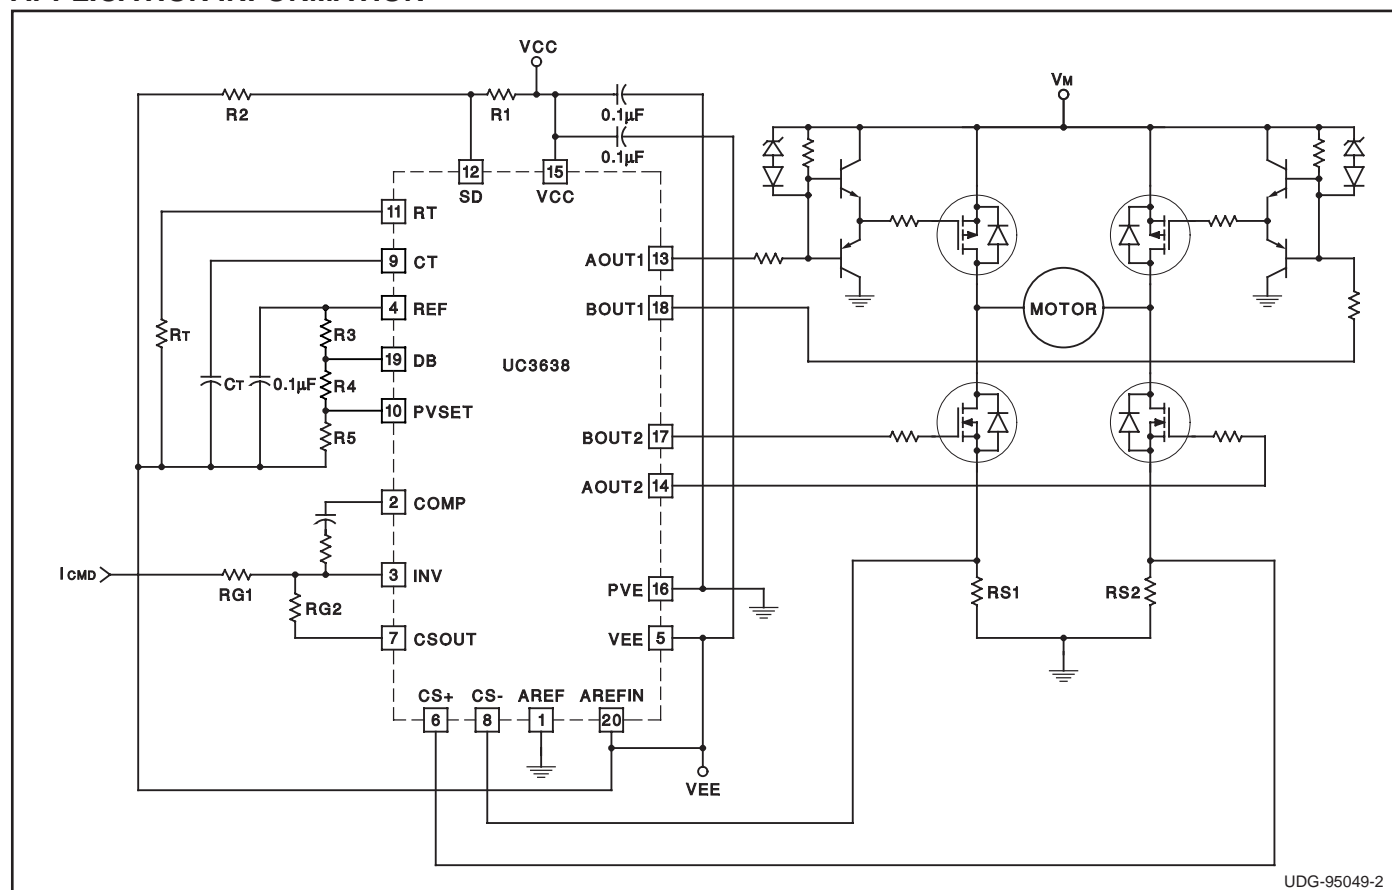 VCC
VM
R2
R1
0.1µF
0.1µF
12
15
SD
VCC
11 RT
9 CT
4 REF
19 DB
10 PVSET
2 COMP
3 INV
7 CSOUT
UC3638
AOUT1 13
BOUT1 18
BOUT2 17
AOUT2 14
PVE 16
VEE 5
RT
CT
0.1µF
R3
R4
R5
ICMD
RG1
RG2
CS+
CS-
AREF
AREFIN
6
8
1
20
VEE
MOTOR
RS1
RS2
UDG-95049-2